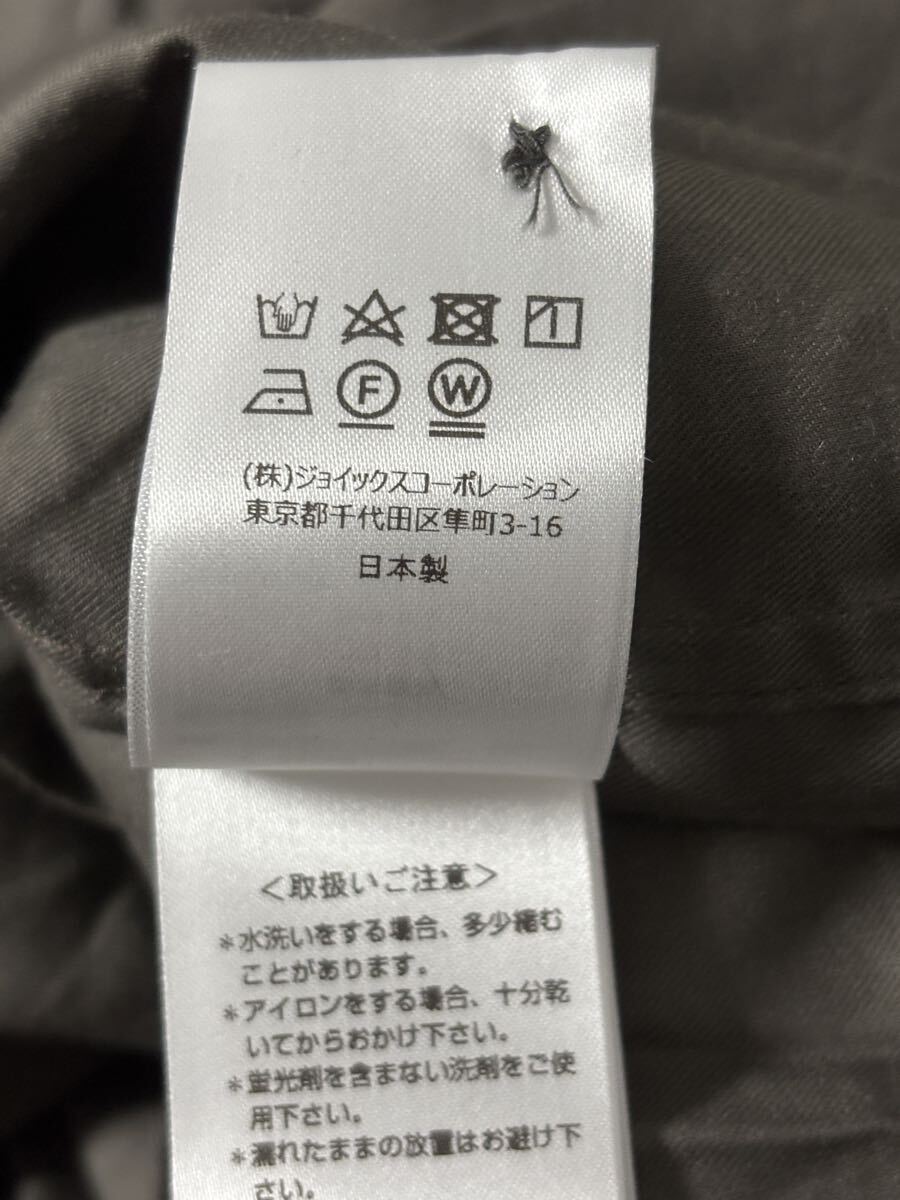 F W
(株)ジョイックスコーポレーション
東京都千代田区隼町3-16
日本製
＜取扱いご注意＞
*水洗いをする場合、多少縮む
ことがあります。
*アイロンをする場合、十分乾
いてからおかけ下さい。
*蛍光剤を含まない洗剤をご使
用下さい。
*濡れたままの放置はお避け下
さい。